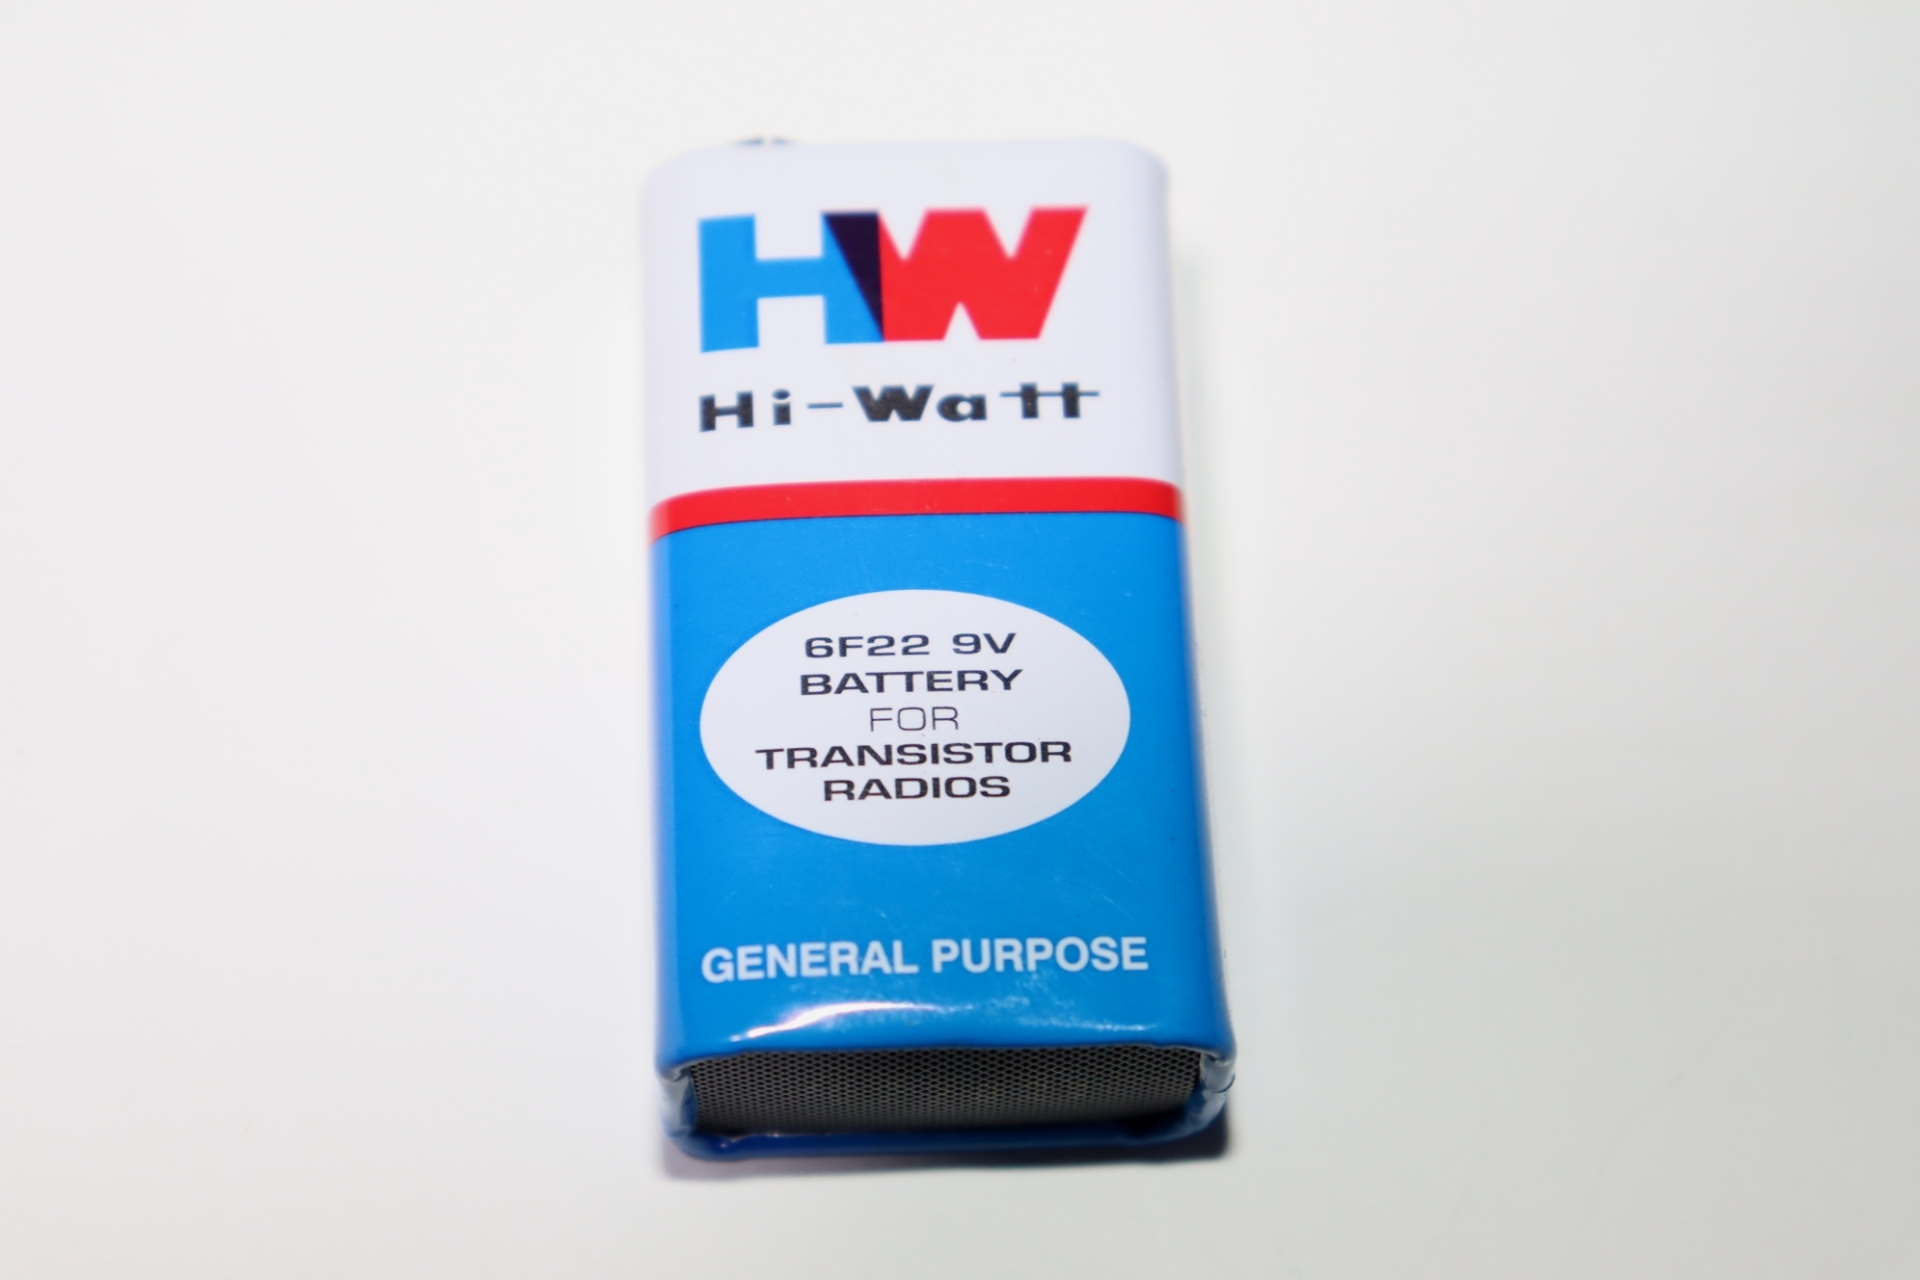 HW
Hi-Watt
6F22 9V
BATTERY
FOR
TRANSISTOR
RADIOS
GENERAL PURPOSE